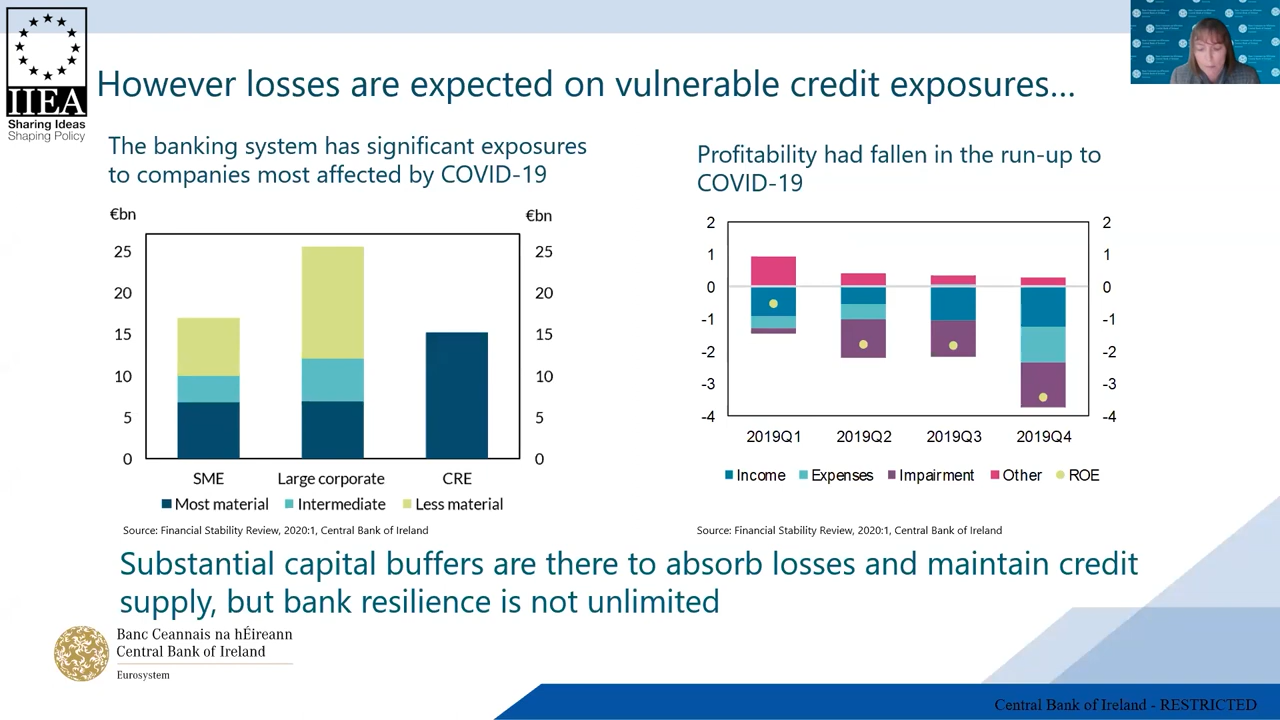 IIEA
Sharing Ideas
Shaping Policy
However losses are expected on vulnerable credit exposures...
The banking system has significant exposures
to companies most affected by COVID-19
€bn
€bn
25
25
20
20
15
15
10
10
5
5
0
0
SME
Large corporate
CRE
Most material
Intermediate
Less material
Source: Financial Stability Review, 2020:1, Central Bank of Ireland
Profitability had fallen in the run-up to
COVID-19
2
2
1
1
0
0
-1
-1
-2
-2
-3
-3
-4
-4
2019Q1
2019Q2
2019Q3
2019Q4
Income
Expenses
Impairment
Other
ROE
Source: Financial Stability Review, 2020:1, Central Bank of Ireland
Substantial capital buffers are there to absorb losses and maintain credit
supply, but bank resilience is not unlimited
Banc Ceannais na hÉireann
Central Bank of Ireland
Eurosystem
Central Bank of Ireland - RESTRICTED